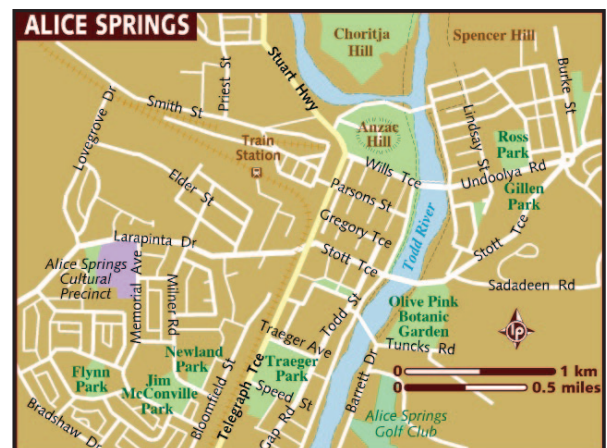 ALICE SPRINGS
Choritja
Hill
Spencer Hill
Stuart Hwy
Priest St
Smith St
Burke St
Lovegrove Dr
Anzac
Hill
Lindsay St
Ross
Park
Train
Station
Wills Tce
Undoolya Rd
Gillen
Park
Elder St
Parsons St
Gregory Tce
Todd River
Larapinta Dr
Stott Tce
Stott Tce
Alice Springs
Cultural
Precinct
Memorial Ave
Milner Rd
Sadadeen Rd
Olive Pink
Botanic
Garden
Todd St
Traeger Ave
Tuncks Rd
LP
Newland
Park
Flynn
Park
Jim
McConville
Park
Bloomfield St
Telegraph Tce
Traeger
Park
Speed St
Gap Rd
Barrett Dr
0 1 km
0 0.5 miles
Bradshaw Dr
Alice Springs
Golf Club